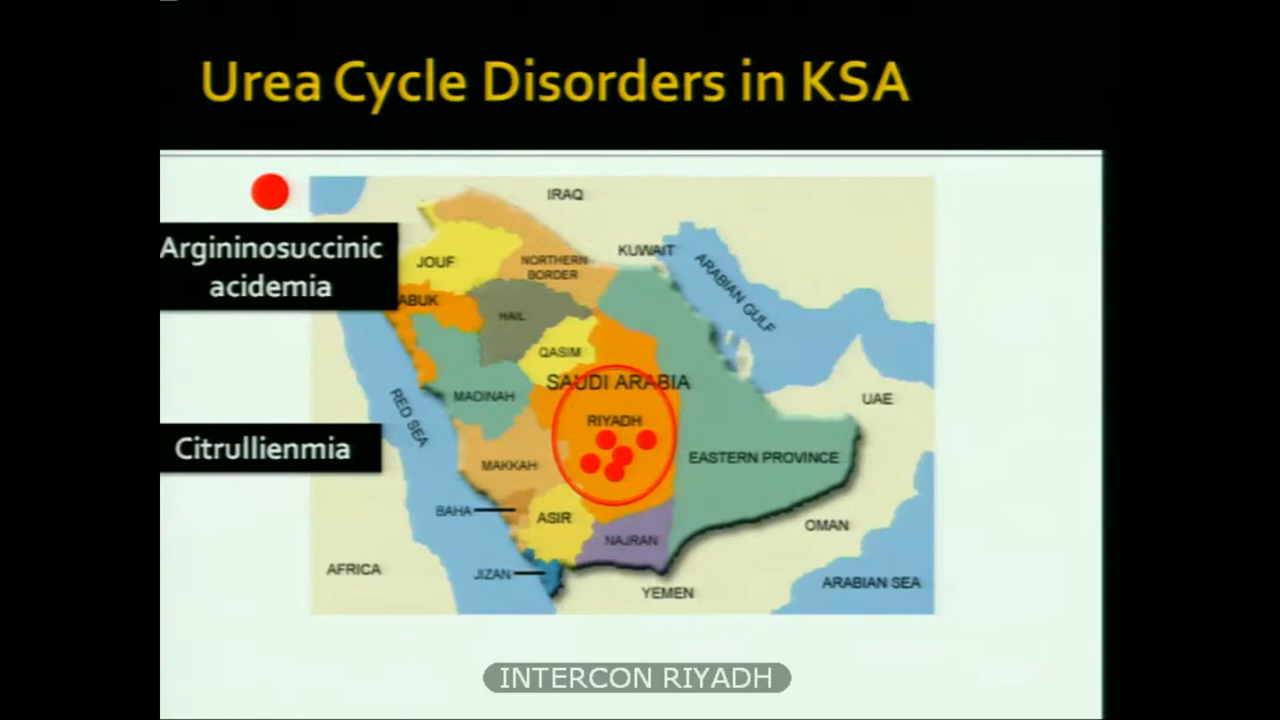 Urea Cycle Disorders in KSA
Argininosuccinic
acidemia
Citrullienmia
IRAQ
KUWAIT
JOUF
NORTHERN
BORDER
ARABIAN GULF
ABUK
HAIL
QASIM
SAUDI ARABIA
MADINAH
RED SEA
RIYADH
UAE
MAKKAH
EASTERN PROVINCE
BAHA
ASIR
OMAN
NAJRAN
AFRICA
JIZAN
YEMEN
ARABIAN SEA
INTERCON RIYADH